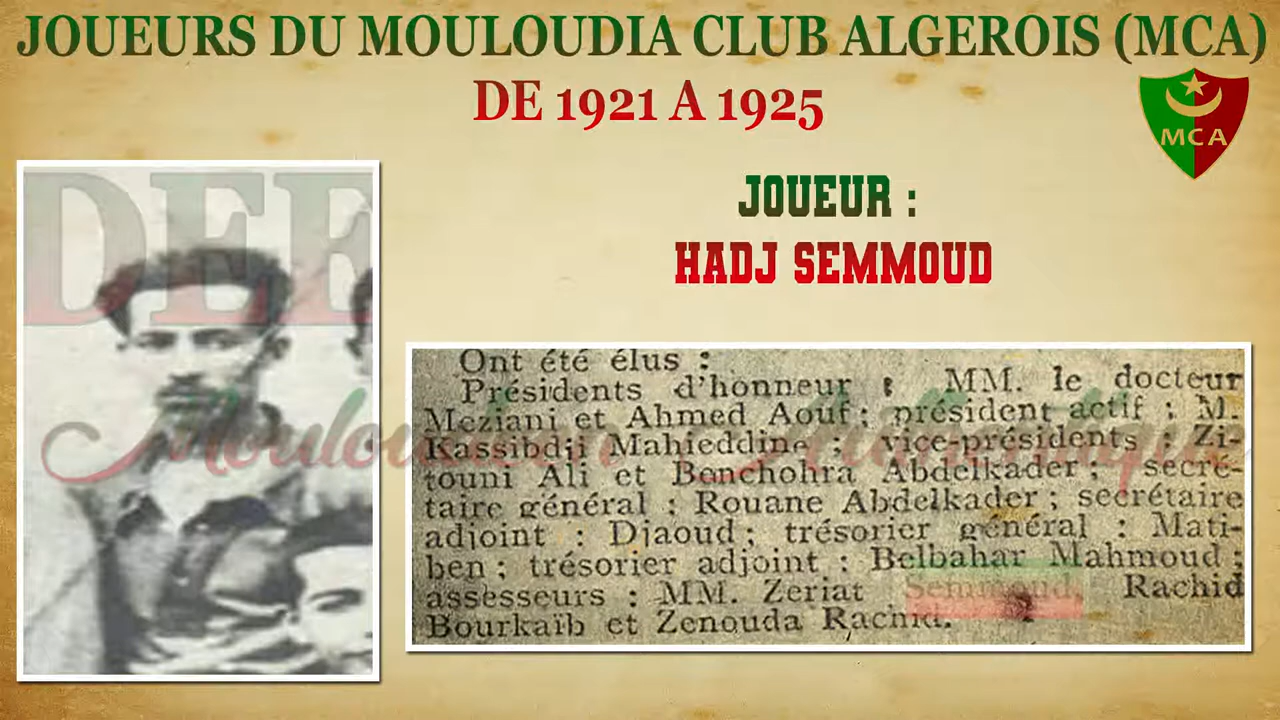 JOUEURS DU MOULOUDIA CLUB ALGEROIS (MCA)
DE 1921 A 1925
MCA
JOUEUR :
HADJ SEMMOUD
DEE
Ont été élus :
Présidents d'honneur : MM. le docteur
Meziani et Ahmed Aouf ; président actif : M.
Kassibdji Mahieddine ; vice-présidents : Zi-
touni Ali et Benchohra Abdelkader ; secré-
taire général : Rouane Abdelkader ; secrétaire
adjoint : Djaoud ; trésorier général : Mati-
ben ; trésorier adjoint : Belbahar Mahmoud ;
assesseurs : MM. Zeriat Semmoud, Rachid
Bourkaib et Zenouda Rachid.